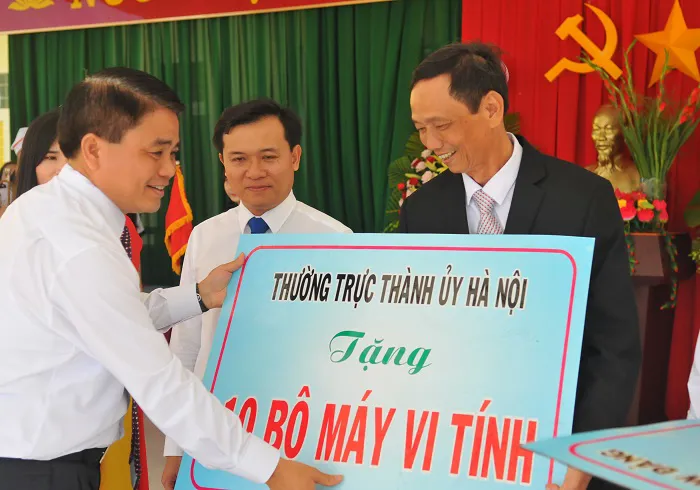 THƯỜNG TRỰC THÀNH ỦY HÀ NỘI
Tặng
10 BỘ MÁY VI TÍNH